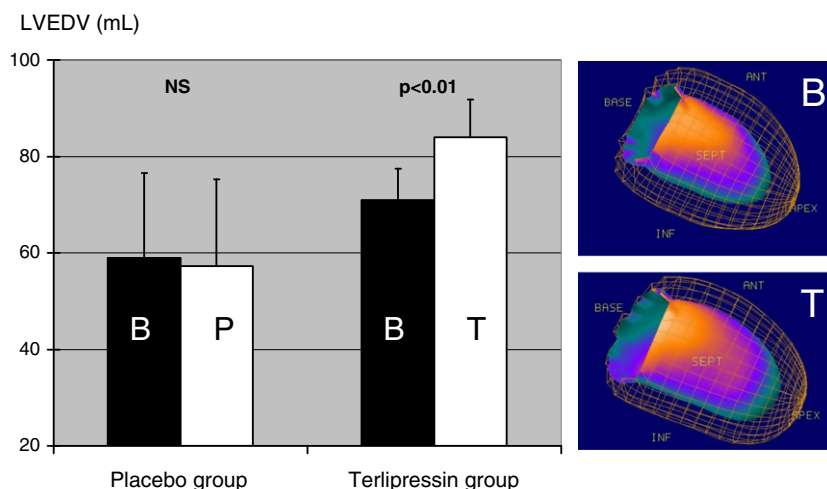 LVEDV (mL)
100
80
60
40
20
NS
p<0.01
B
P
B
T
Placebo group
Terlipressin group
B
ANT
BASE
SEPT
APEX
INF
T
ANT
BASE
SEPT
APEX
INF